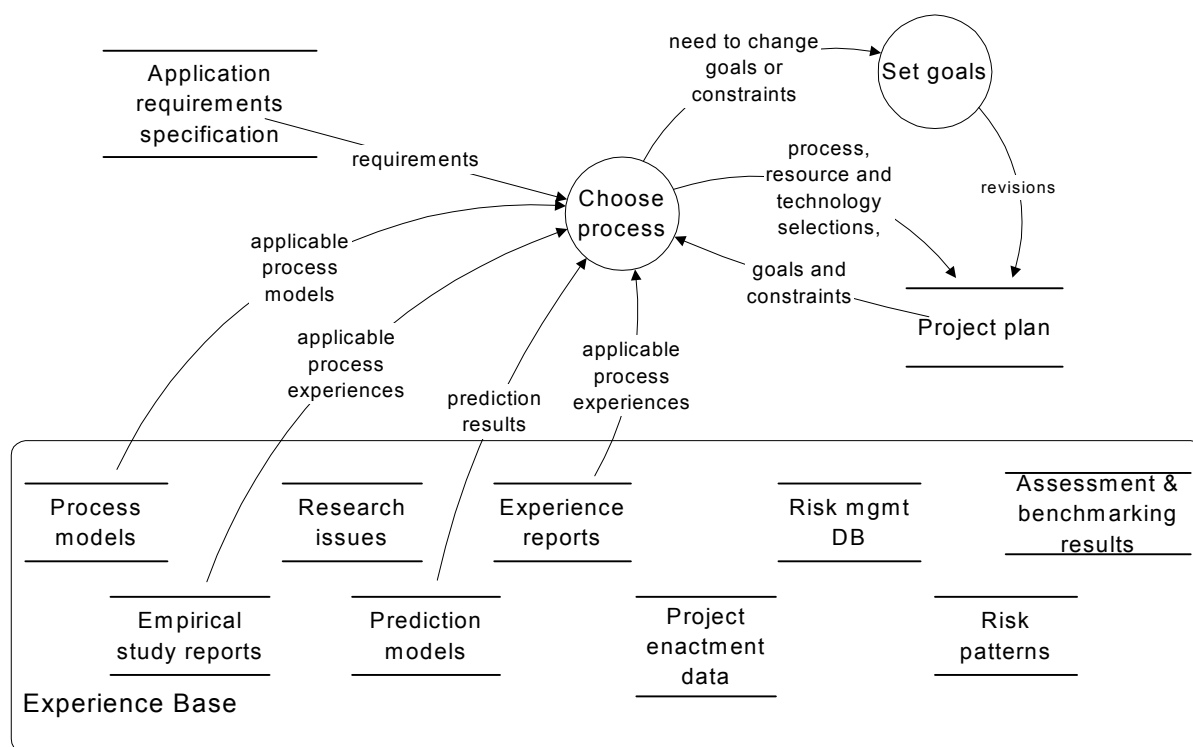 Application
requirements
specification
need to change
goals or
constraints
Set goals
requirements
Choose
process
process,
resource and
technology
selections,
revisions
applicable
process
models
goals and
constraints
Project plan
applicable
process
experiences
prediction
results
applicable
process
experiences
Process
models
Research
issues
Experience
reports
Risk mgmt
DB
Assessment &
benchmarking
results
Empirical
study reports
Prediction
models
Project
enactment
data
Risk
patterns
Experience Base